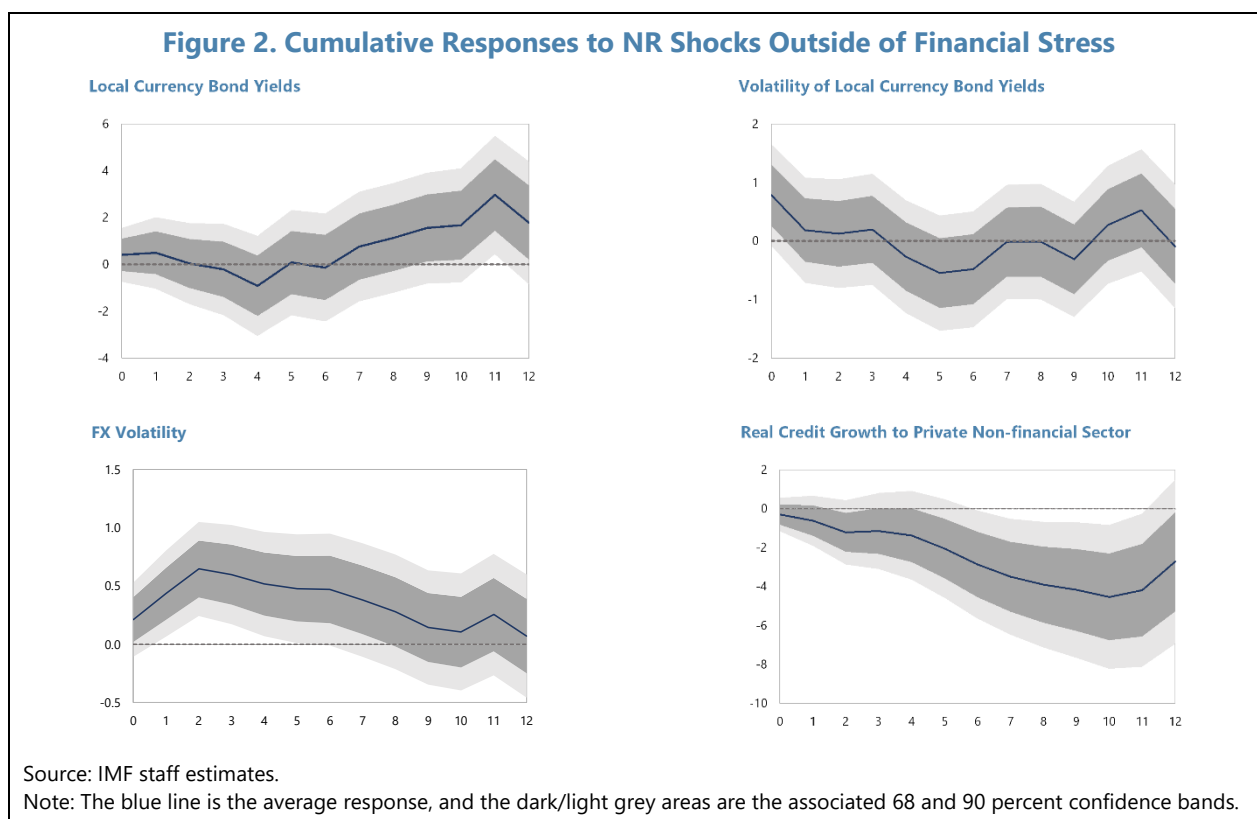 Figure 2. Cumulative Responses to NR Shocks Outside of Financial Stress
Local Currency Bond Yields
6
4
2
0
-2
-4
0 1 2 3 4 5 6 7 8 9 10 11 12
Volatility of Local Currency Bond Yields
2
1
0
-1
-2
0 1 2 3 4 5 6 7 8 9 10 11 12
FX Volatility
1.5
1.0
0.5
0.0
-0.5
0 1 2 3 4 5 6 7 8 9 10 11 12
Real Credit Growth to Private Non-financial Sector
2
0
-2
-4
-6
-8
-10
0 1 2 3 4 5 6 7 8 9 10 11 12
Source: IMF staff estimates.
Note: The blue line is the average response, and the dark/light grey areas are the associated 68 and 90 percent confidence bands.